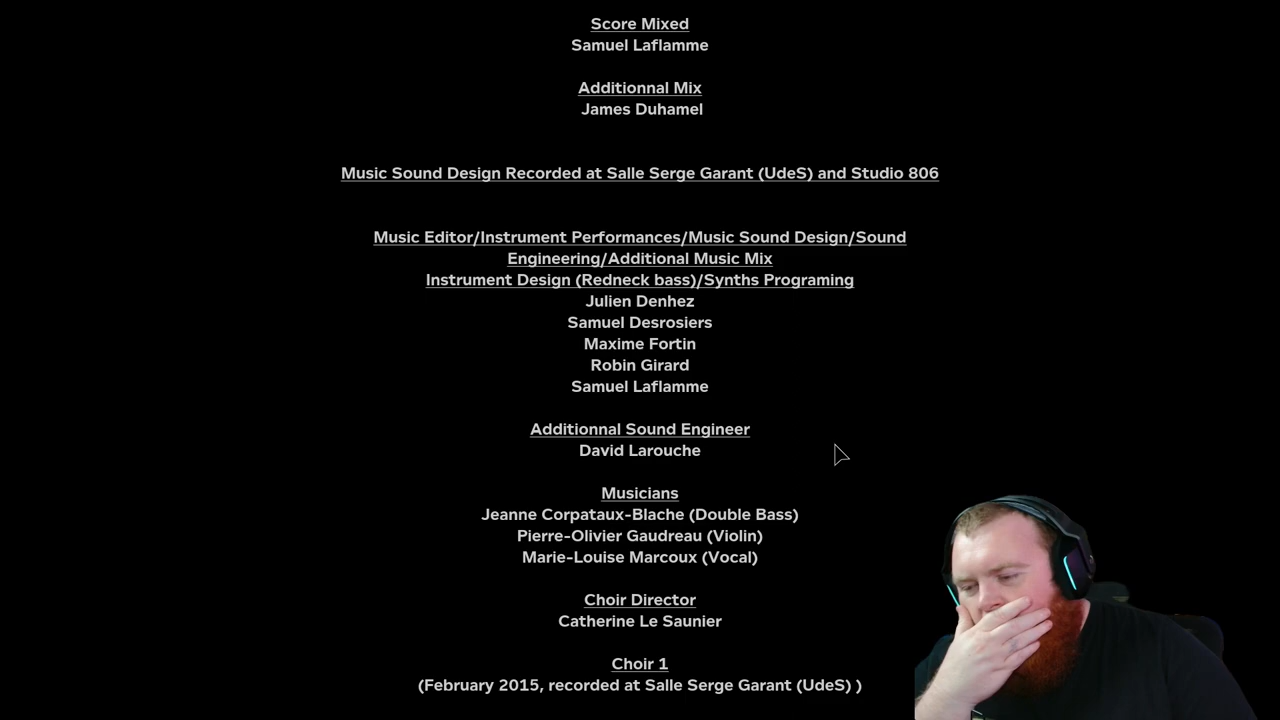 Score Mixed
Samuel Laflamme
Additionnal Mix
James Duhamel
Music Sound Design Recorded at Salle Serge Garant (UdeS) and Studio 806
Music Editor/Instrument Performances/Music Sound Design/Sound
Engineering/Additional Music Mix
Instrument Design (Redneck bass)/Synths Programing
Julien Denhez
Samuel Desrosiers
Maxime Fortin
Robin Girard
Samuel Laflamme
Additionnal Sound Engineer
David Larouche
Musicians
Jeanne Corpataux-Blache (Double Bass)
Pierre-Olivier Gaudreau (Violin)
Marie-Louise Marcoux (Vocal)
Choir Director
Catherine Le Saunier
Choir 1
(February 2015, recorded at Salle Serge Garant (UdeS) )